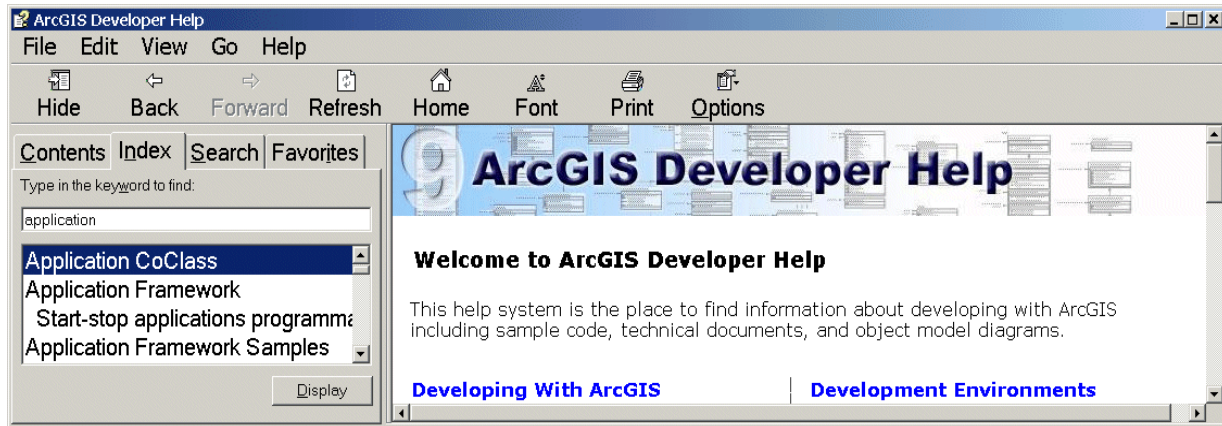 ArcGIS Developer Help
File Edit View Go Help
Hide Back Forward Refresh Home Font Print Options
Contents Index Search Favorites
Type in the keyword to find:
application
Application CoClass
Application Framework
Start-stop applications programma
Application Framework Samples
Display
9 ArcGIS Developer Help
Welcome to ArcGIS Developer Help
This help system is the place to find information about developing with ArcGIS
including sample code, technical documents, and object model diagrams.
Developing With ArcGIS
Development Environments